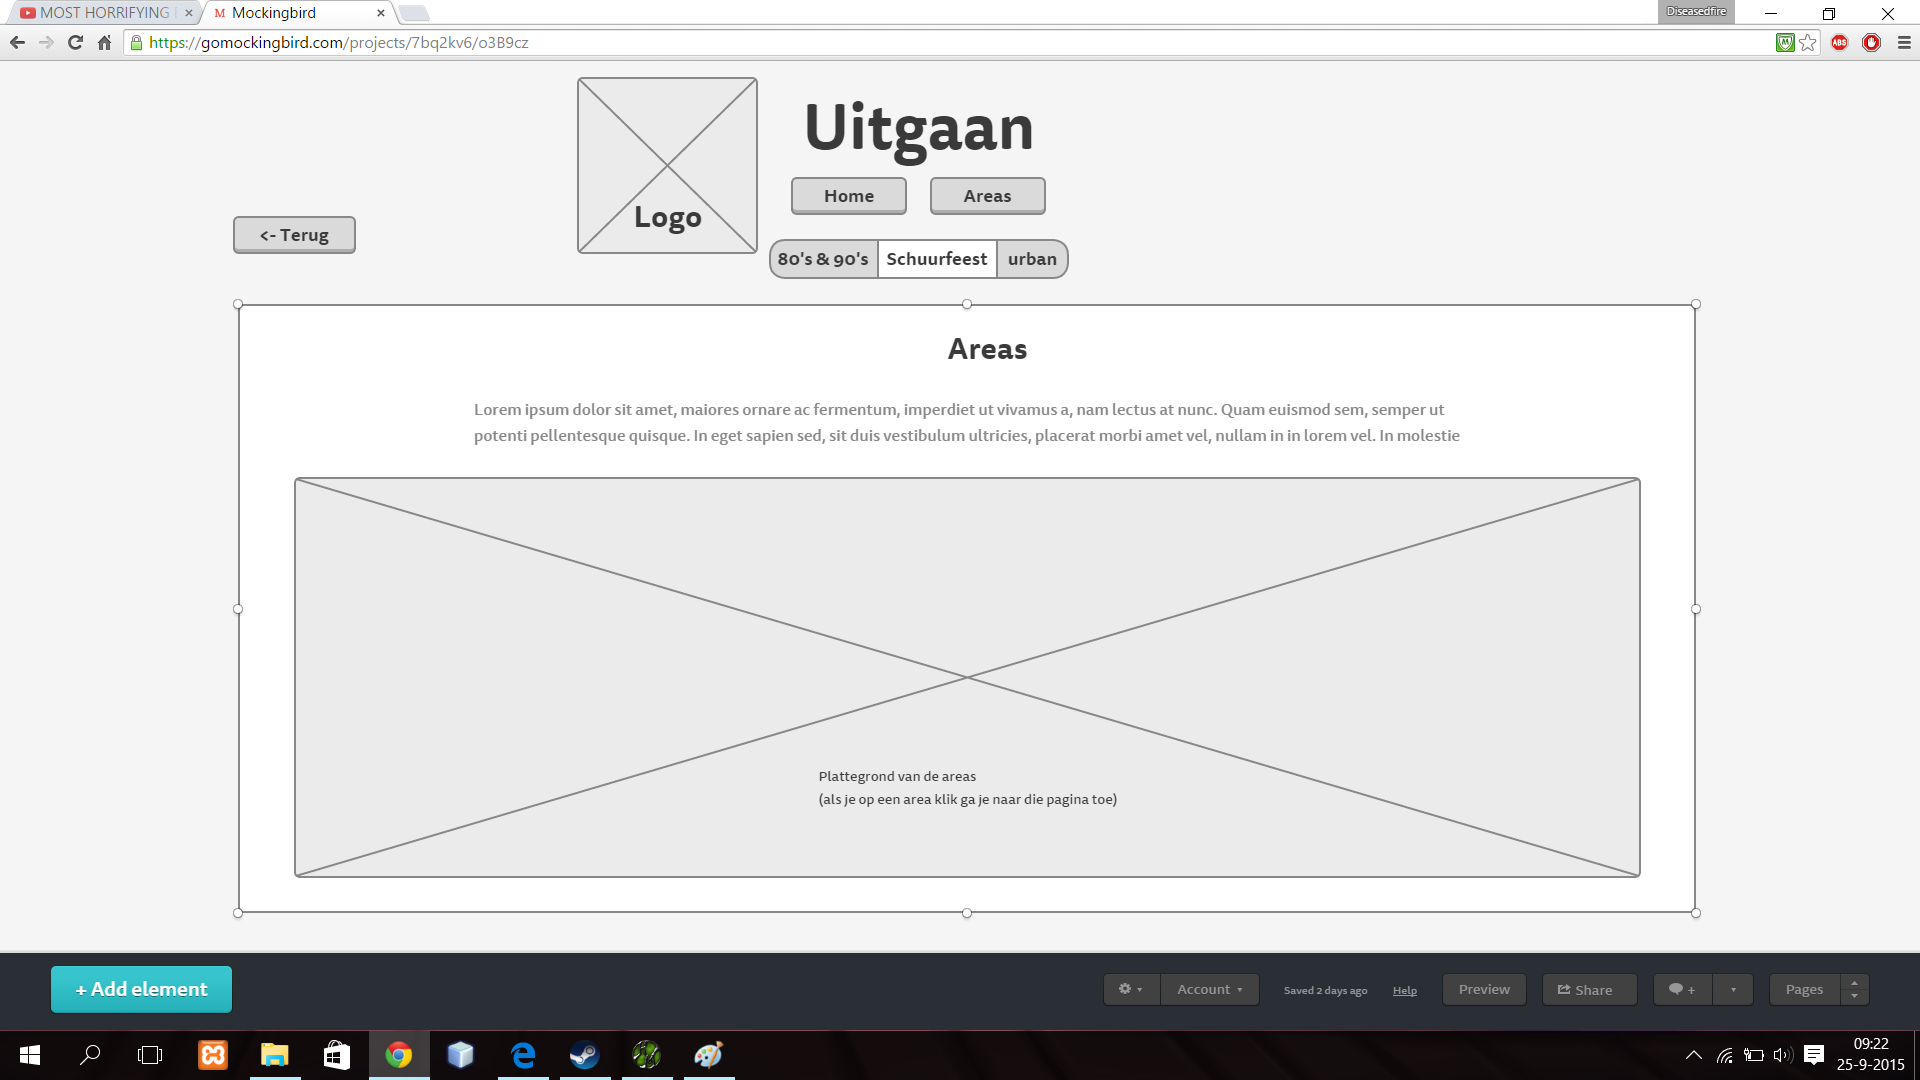 MOST HORRIFYING
Mockingbird
Diseasedfire
https://gomockingbird.com/projects/7bq2kv6/o3B9cz
ABS
Uitgaan
Home
Areas
Logo
<- Terug
80's & 90's
Schuurfeest
urban
Areas
Lorem ipsum dolor sit amet, maiores ornare ac fermentum, imperdiet ut vivamus a, nam lectus at nunc. Quam euismod sem, semper ut
potenti pellentesque quisque. In eget sapien sed, sit duis vestibulum ultricies, placerat morbi amet vel, nullam in in lorem vel. In molestie
Plattegrond van de areas
(als je op een area klik ga je naar die pagina toe)
+ Add element
Account
Saved 2 days ago
Help
Preview
Share
+
Pages
09:22
25-9-2015